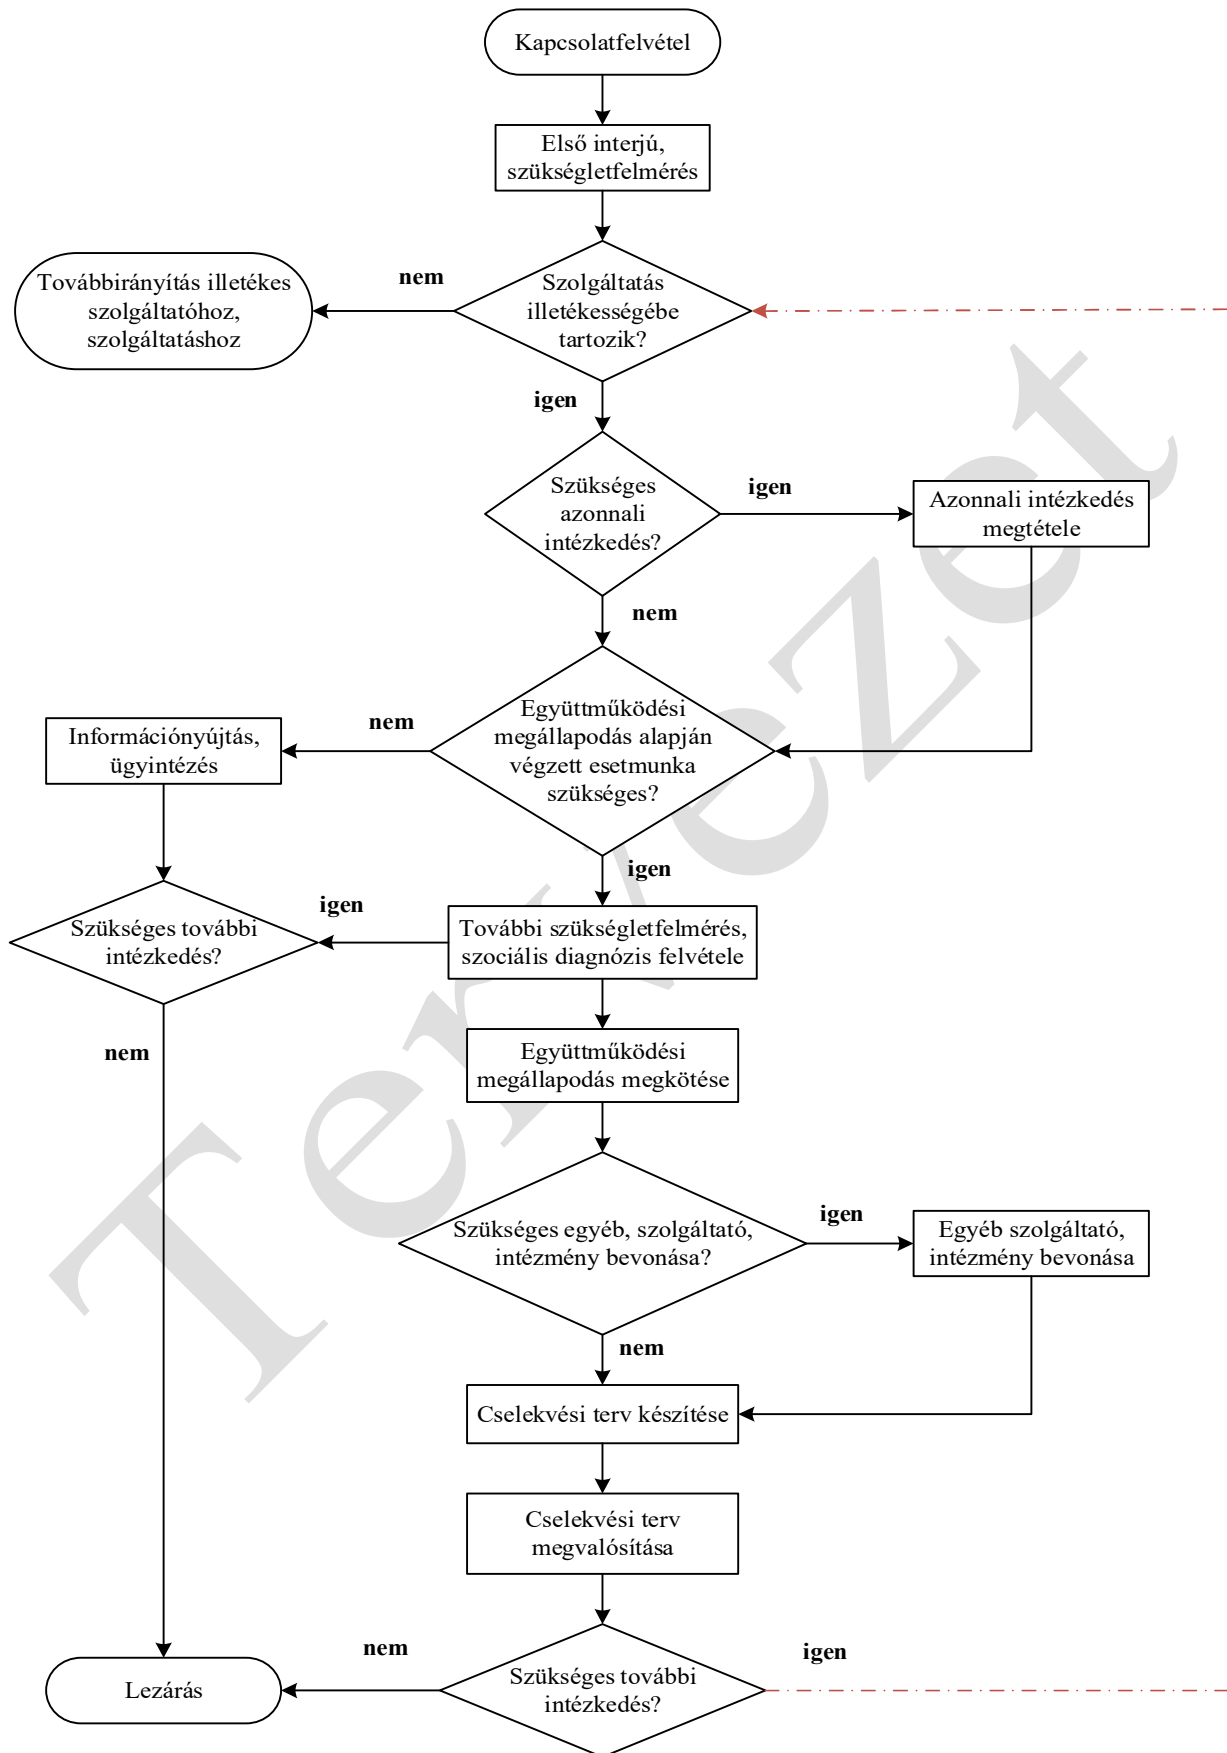 Kapcsolatfelvétel
Első interjú,
szükségletfelmérés
nem
Továbbirányítás illetékes
szolgáltatóhoz,
szolgáltatáshoz
Szolgáltatás
illetékességébe
tartozik?
igen
Szükséges
azonnali
intézkedés?
igen
Azonnali intézkedés
megtétele
nem
Együttműködési
megállapodás alapján
végzett esetmunka
szükséges?
nem
Információnyújtás,
ügyintézés
igen
Szükséges további
intézkedés?
igen
További szükségletfelmérés,
szociális diagnózis felvétele
nem
Együttműködési
megállapodás megkötése
Szükséges egyéb, szolgáltató,
intézmény bevonása?
igen
Egyéb szolgáltató,
intézmény bevonása
nem
Cselekvési terv készítése
Cselekvési terv
megvalósítása
nem
igen
Lezárás
Szükséges további
intézkedés?
Tervezet